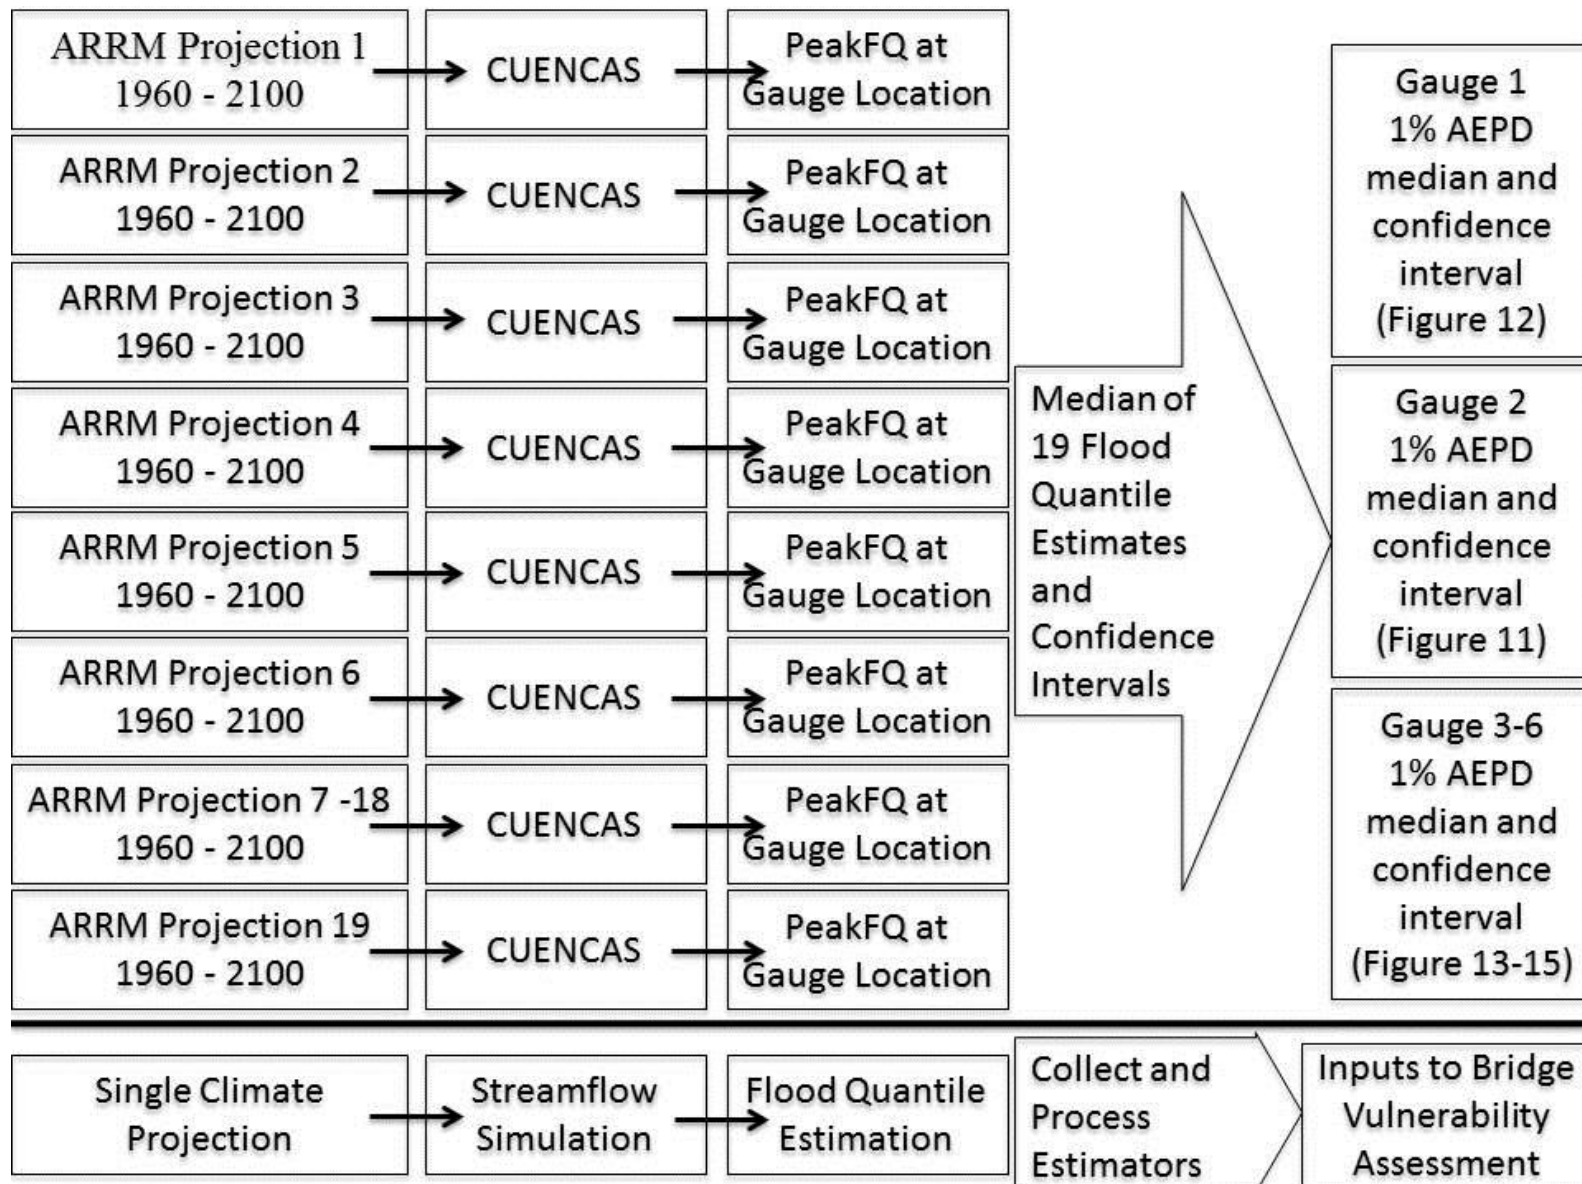 ARRM Projection 1
1960 - 2100
CUENCAS
PeakFQ at
Gauge Location
ARRM Projection 2
1960 - 2100
CUENCAS
PeakFQ at
Gauge Location
ARRM Projection 3
1960 - 2100
CUENCAS
PeakFQ at
Gauge Location
ARRM Projection 4
1960 - 2100
CUENCAS
PeakFQ at
Gauge Location
ARRM Projection 5
1960 - 2100
CUENCAS
PeakFQ at
Gauge Location
ARRM Projection 6
1960 - 2100
CUENCAS
PeakFQ at
Gauge Location
ARRM Projection 7 -18
1960 - 2100
CUENCAS
PeakFQ at
Gauge Location
ARRM Projection 19
1960 - 2100
CUENCAS
PeakFQ at
Gauge Location
Median of
19 Flood
Quantile
Estimates
and
Confidence
Intervals
Gauge 1
1% AEPD
median and
confidence
interval
(Figure 12)
Gauge 2
1% AEPD
median and
confidence
interval
(Figure 11)
Gauge 3-6
1% AEPD
median and
confidence
interval
(Figure 13-15)
Single Climate
Projection
Streamflow
Simulation
Flood Quantile
Estimation
Collect and
Process
Estimators
Inputs to Bridge
Vulnerability
Assessment